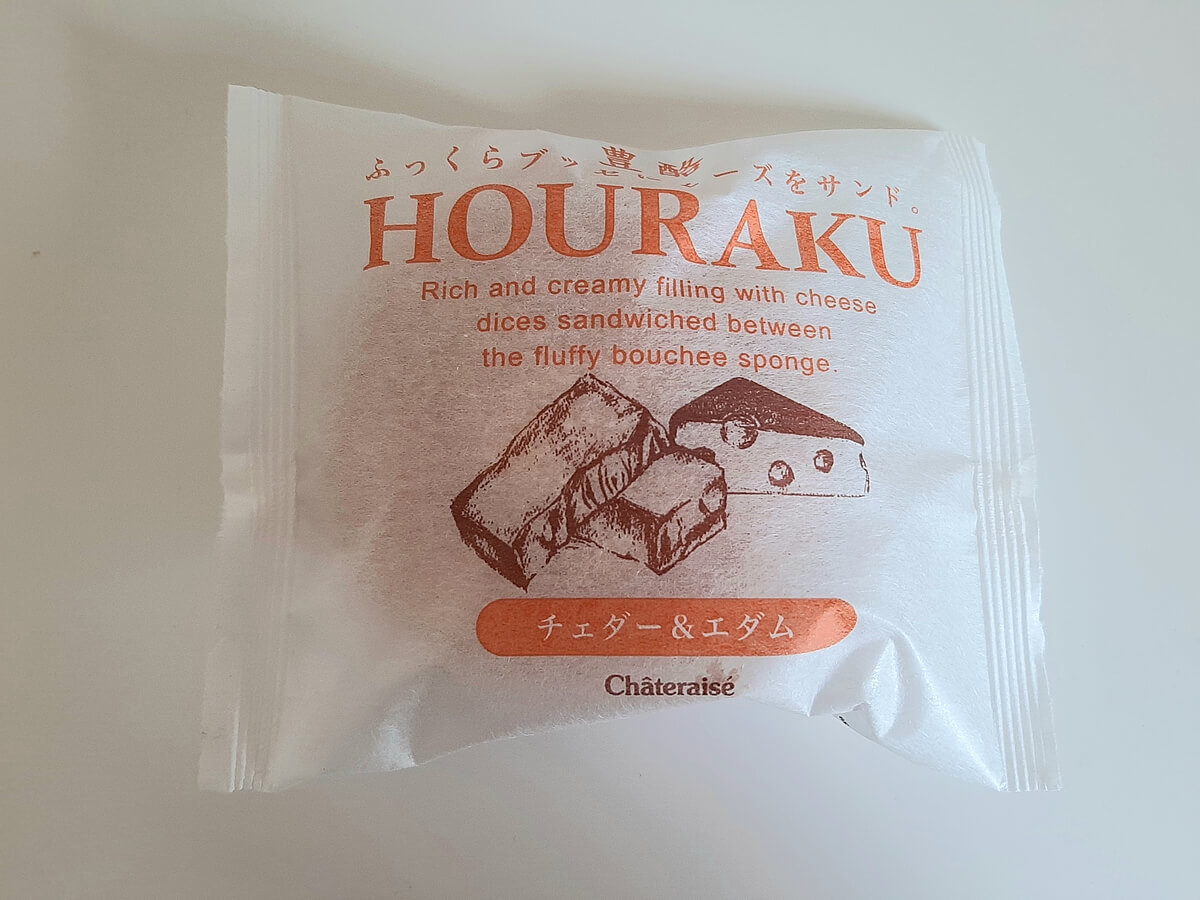 ふっくらブッ
豊酪
ーズをサンド。
HOURAKU
Rich and creamy filling with cheese
dices sandwiched between
the fluffy bouchee sponge.
チェダー&エダム
Châteraisé